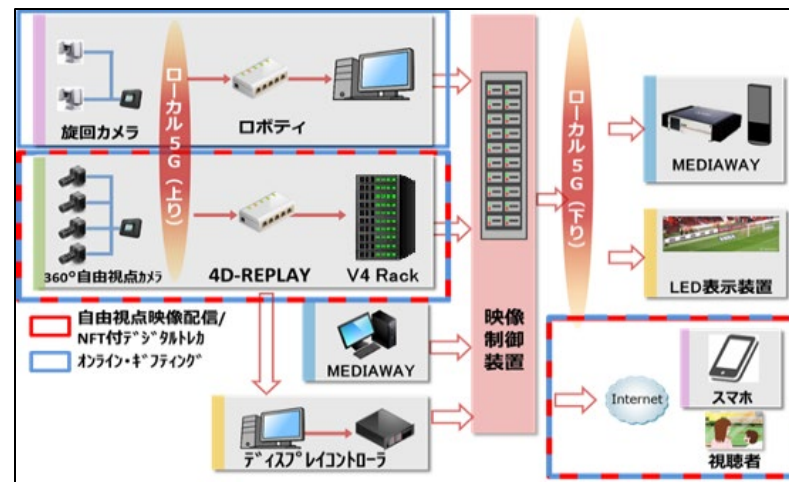 旋回カメラ
ローカル5G(上り)
ロボティ
360°自由視点カメラ
4D-REPLAY
V4 Rack
自由視点映像配信/
NFT付デジタルトレカ
オンライン・ギフティング
MEDIAWAY
ディスプレイコントローラ
映像
制御
装置
ローカル5G(下り)
MEDIAWAY
LED表示装置
Internet
スマホ
視聴者